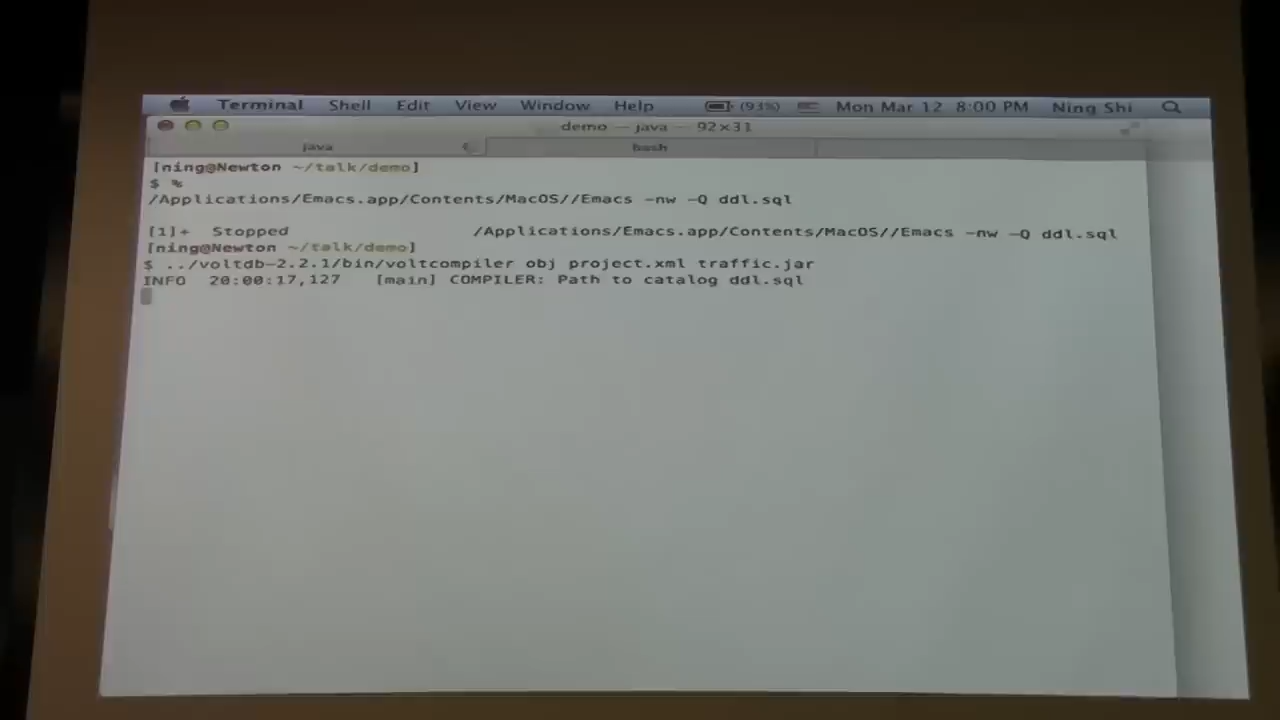 Terminal Shell Edit View Window Help (93%) Mon Mar 12 8:00 PM Ning Shi
demo — java — 92×31
java bash
[ning@Newton ~/talk/demo]
$ %
/Applications/Emacs.app/Contents/MacOS//Emacs -nw -Q ddl.sql
[1]+ Stopped /Applications/Emacs.app/Contents/MacOS//Emacs -nw -Q ddl.sql
[ning@Newton ~/talk/demo]
$ ../voltdb-2.2.1/bin/voltcompiler obj project.xml traffic.jar
INFO 20:00:17,127 [main] COMPILER: Path to catalog ddl.sql